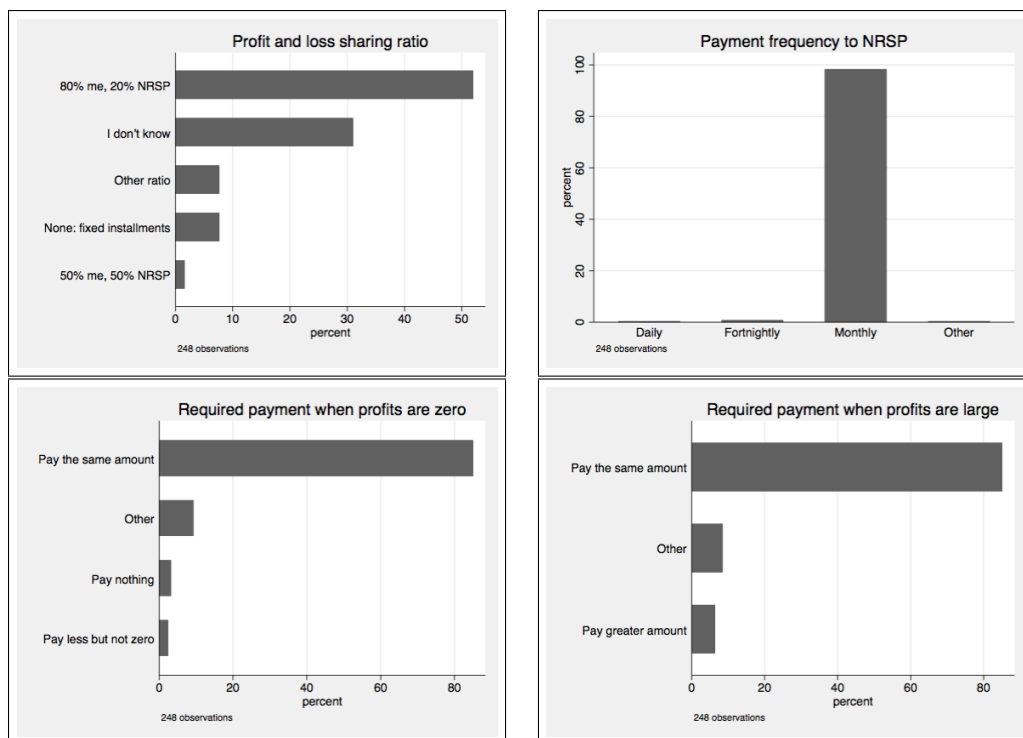 Profit and loss sharing ratio
80% me, 20% NRSP
I don't know
Other ratio
None: fixed installments
50% me, 50% NRSP
0 10 20 30 40 50
percent
248 observations
Payment frequency to NRSP
percent
0 20 40 60 80 100
Daily Fortnightly Monthly Other
248 observations
Required payment when profits are zero
Pay the same amount
Other
Pay nothing
Pay less but not zero
0 20 40 60 80
percent
248 observations
Required payment when profits are large
Pay the same amount
Other
Pay greater amount
0 20 40 60 80
percent
248 observations